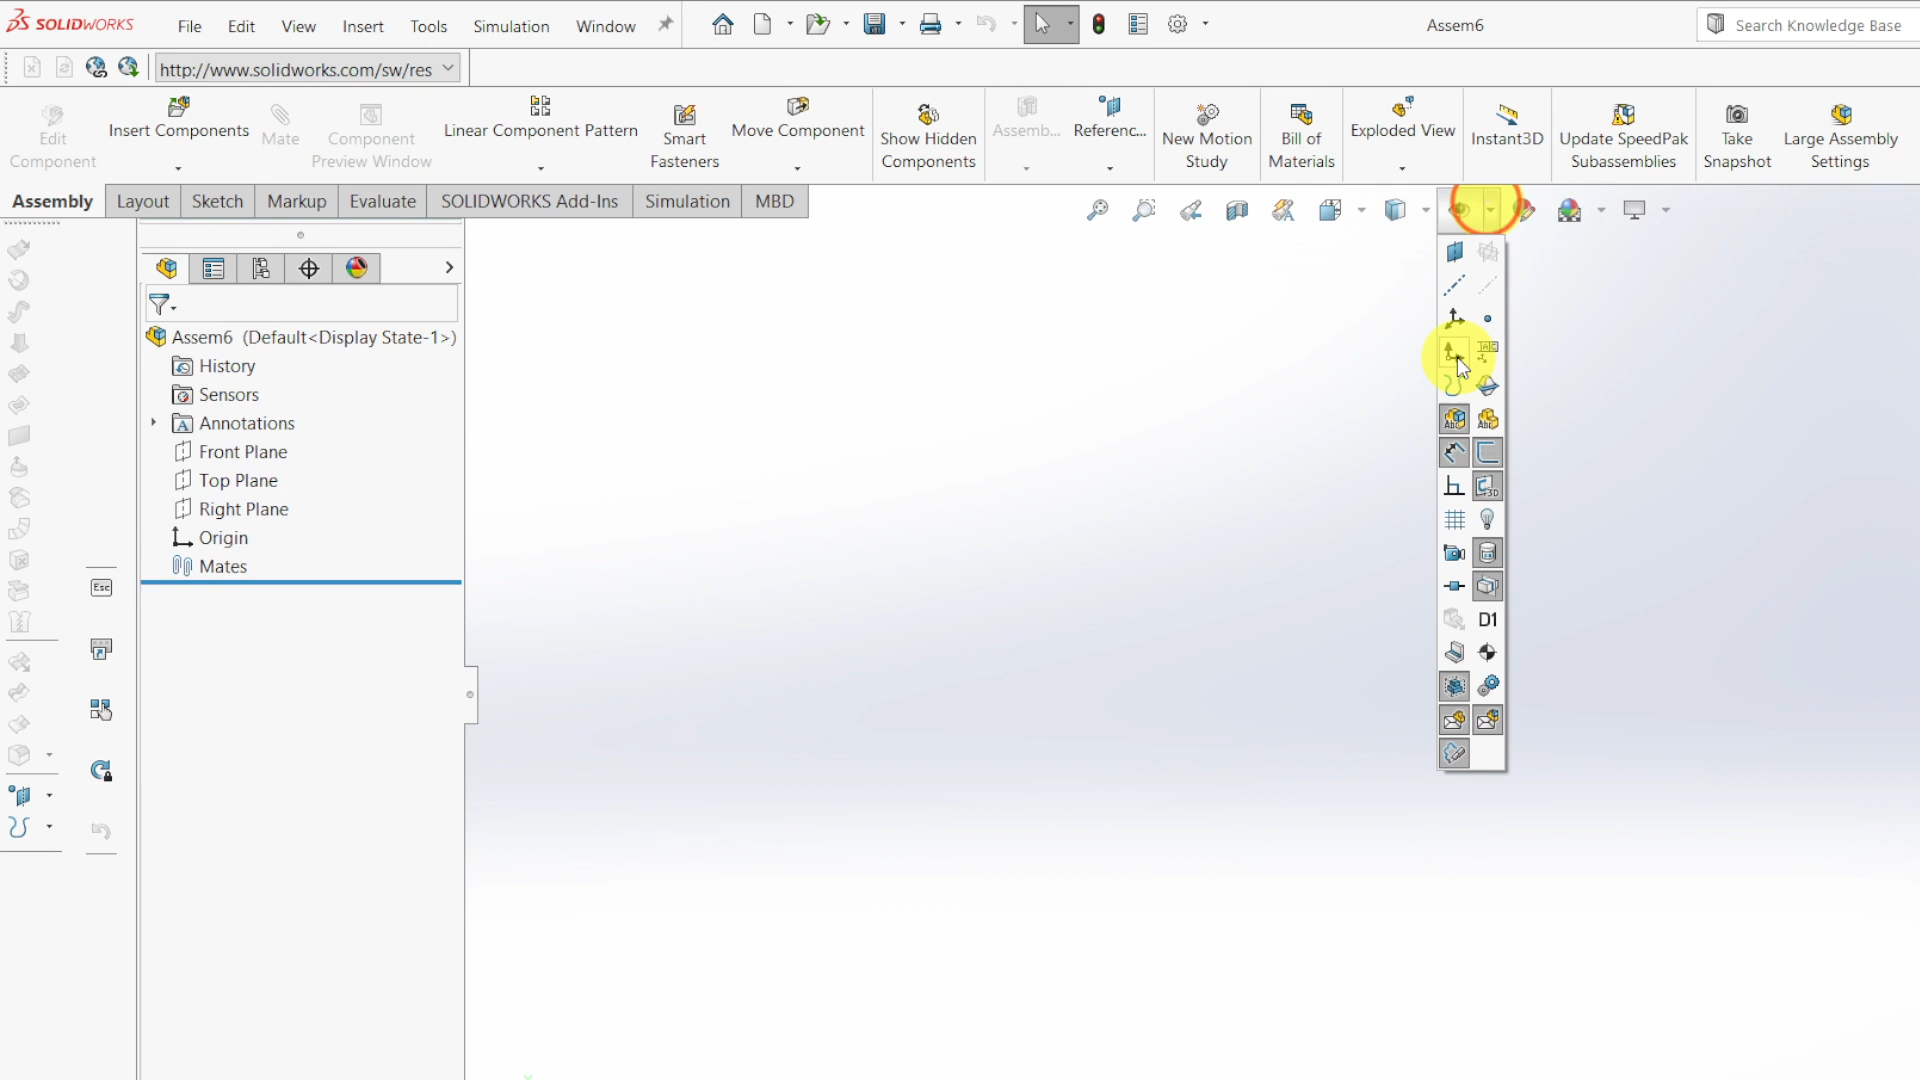 SOLIDWORKS File Edit View Insert Tools Simulation Window Assem6 Search Knowledge Base
http://www.solidworks.com/sw/res
Edit Component
Insert Components
Mate
Component Preview Window
Linear Component Pattern
Smart Fasteners
Move Component
Show Hidden Components
Assemb...
Referenc...
New Motion Study
Bill of Materials
Exploded View
Instant3D
Update SpeedPak Subassemblies
Take Snapshot
Large Assembly Settings
Assembly Layout Sketch Markup Evaluate SOLIDWORKS Add-Ins Simulation MBD
Assem6 (Default<Display State-1>)
History
Sensors
A Annotations
Front Plane
Top Plane
Right Plane
Origin
Mates
Esc
Abc Abc
3D
D1